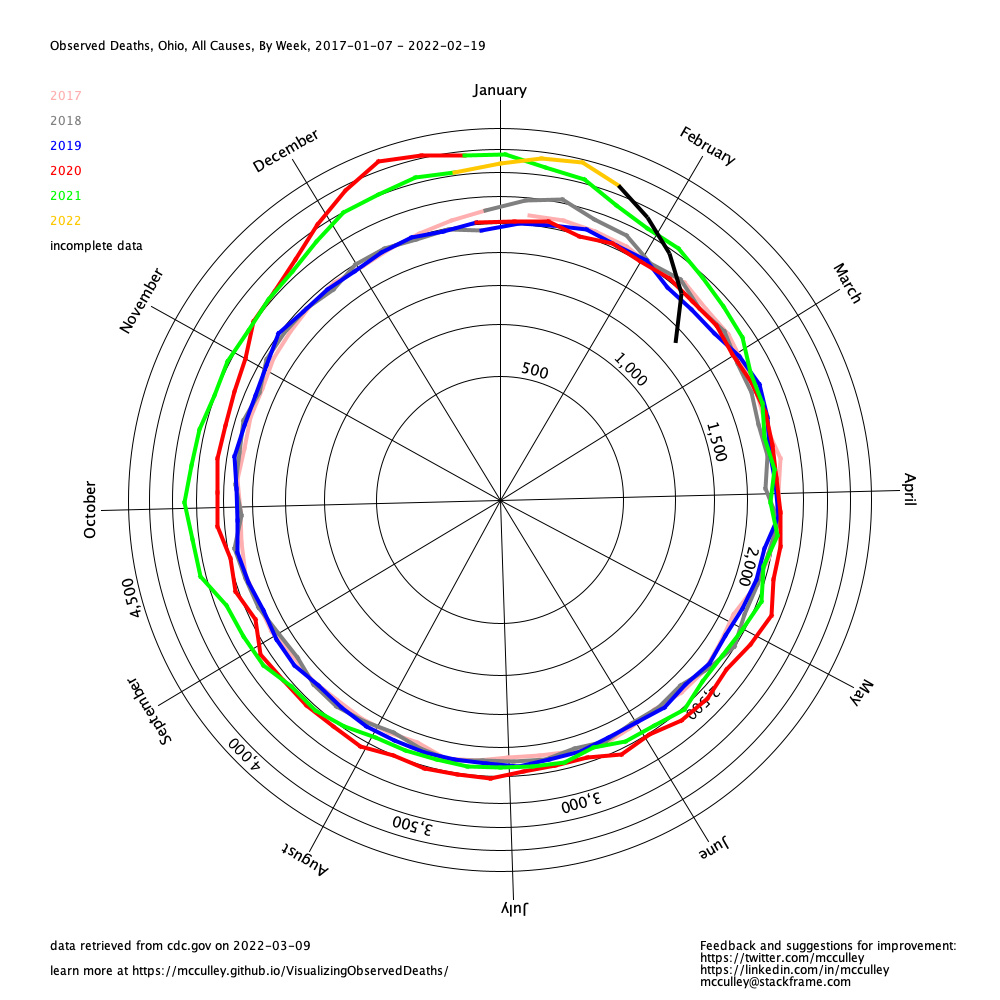 Observed Deaths, Ohio, All Causes, By Week, 2017-01-07 - 2022-02-19
January
2017
2018
2019
2020
2021
2022
incomplete data
December
February
November
March
500
1,000
1,500
October
April
2,000
4,500
2,500
September
May
4,000
3,500
3,000
August
June
July
data retrieved from cdc.gov on 2022-03-09
learn more at https://mcculley.github.io/VisualizingObservedDeaths/
Feedback and suggestions for improvement:
https://twitter.com/mcculley
https://linkedin.com/in/mcculley
mcculley@stackframe.com